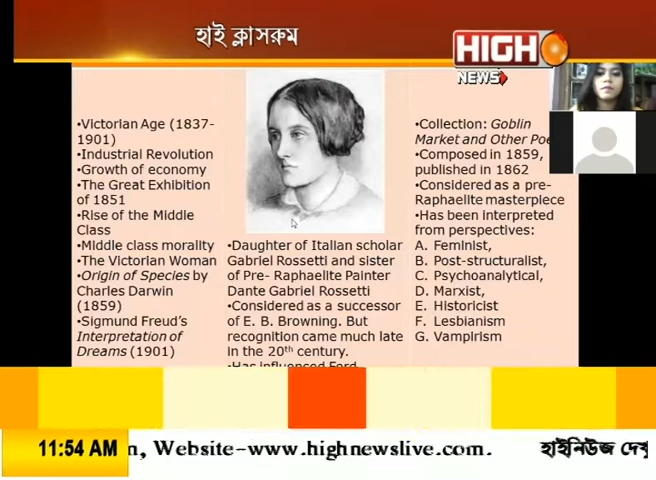 হাই ক্লাসরুম
HIGH
NEWS
•Victorian Age (1837-
1901)
•Industrial Revolution
•Growth of economy
•The Great Exhibition
of 1851
•Rise of the Middle
Class
•Middle class morality
•The Victorian Woman
•Origin of Species by
Charles Darwin
(1859)
•Sigmund Freud's
Interpretation of
Dreams (1901)
•Daughter of Italian scholar
Gabriel Rossetti and sister
of Pre- Raphaelite Painter
Dante Gabriel Rossetti
•Considered as a successor
of E. B. Browning. But
recognition came much late
in the 20th century.
•Has influenced Ford
•Collection: Goblin
Market and Other Poe
•Composed in 1859,
published in 1862
•Considered as a pre-
Raphaelite masterpiece
•Has been interpreted
from perspectives:
A. Feminist,
B. Post-structuralist,
C. Psychoanalytical,
D. Marxist,
E. Historicist
F. Lesbianism
G. Vampirism
11:54 AM
n, Website-www.highnewslive.com.
হাইনিউজ দেখ